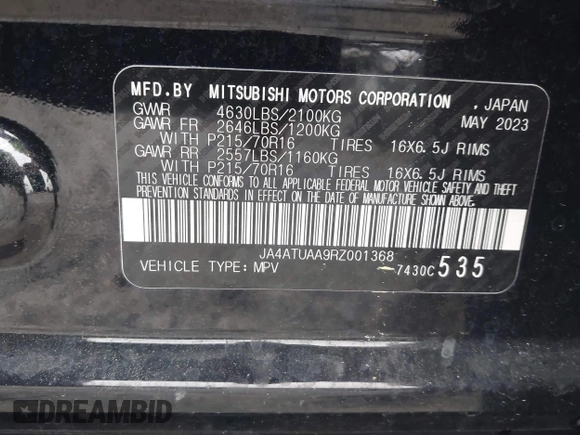 MFD.BY MITSUBISHI MOTORS CORPORATION , JAPAN
GVWR 4630LBS/2100KG MAY 2023
GAWR FR 2646LBS/1200KG
WITH P215/70R16 TIRES 16X6.5J RIMS
GAWR RR 2557LBS/1160KG
WITH P215/70R16 TIRES 16X6.5J RIMS
THIS VEHICLE CONFORMS TO ALL APPLICABLE FEDERAL MOTOR VEHICLE SAFETY AND THEFT
PREVENTION STANDARDS IN EFFECT ON THE DATE OF MANUFACTURE SHOWN ABOVE.
JA4ATUAA9RZ001368
VEHICLE TYPE:MPV 7430C 535
DREAMBID